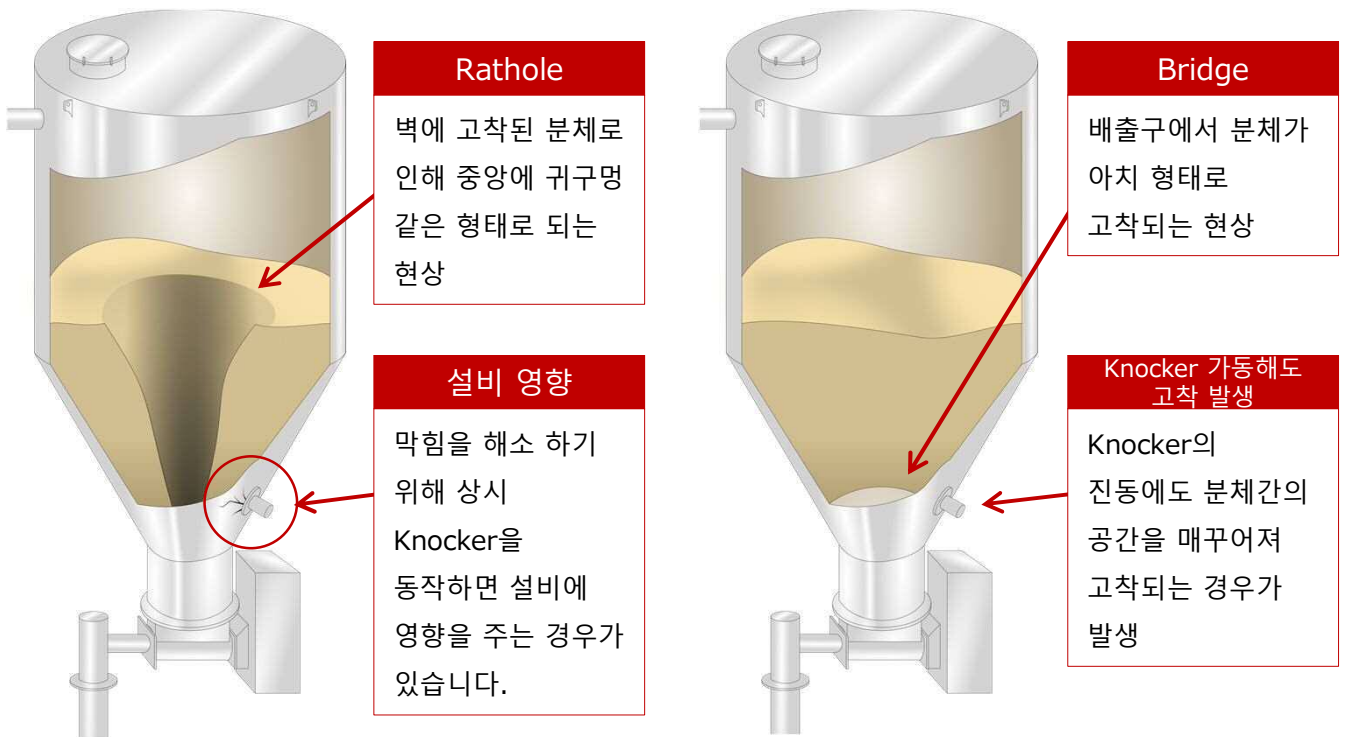 Rathole
벽에 고착된 분체로
인해 중앙에 귀구멍
같은 형태로 되는
현상
설비 영향
막힘을 해소 하기
위해 상시
Knocker을
동작하면 설비에
영향을 주는 경우가
있습니다.
Bridge
배출구에서 분체가
아치 형태로
고착되는 현상
Knocker 가동해도
고착 발생
Knocker의
진동에도 분체간의
공간을 매꾸어져
고착되는 경우가
발생